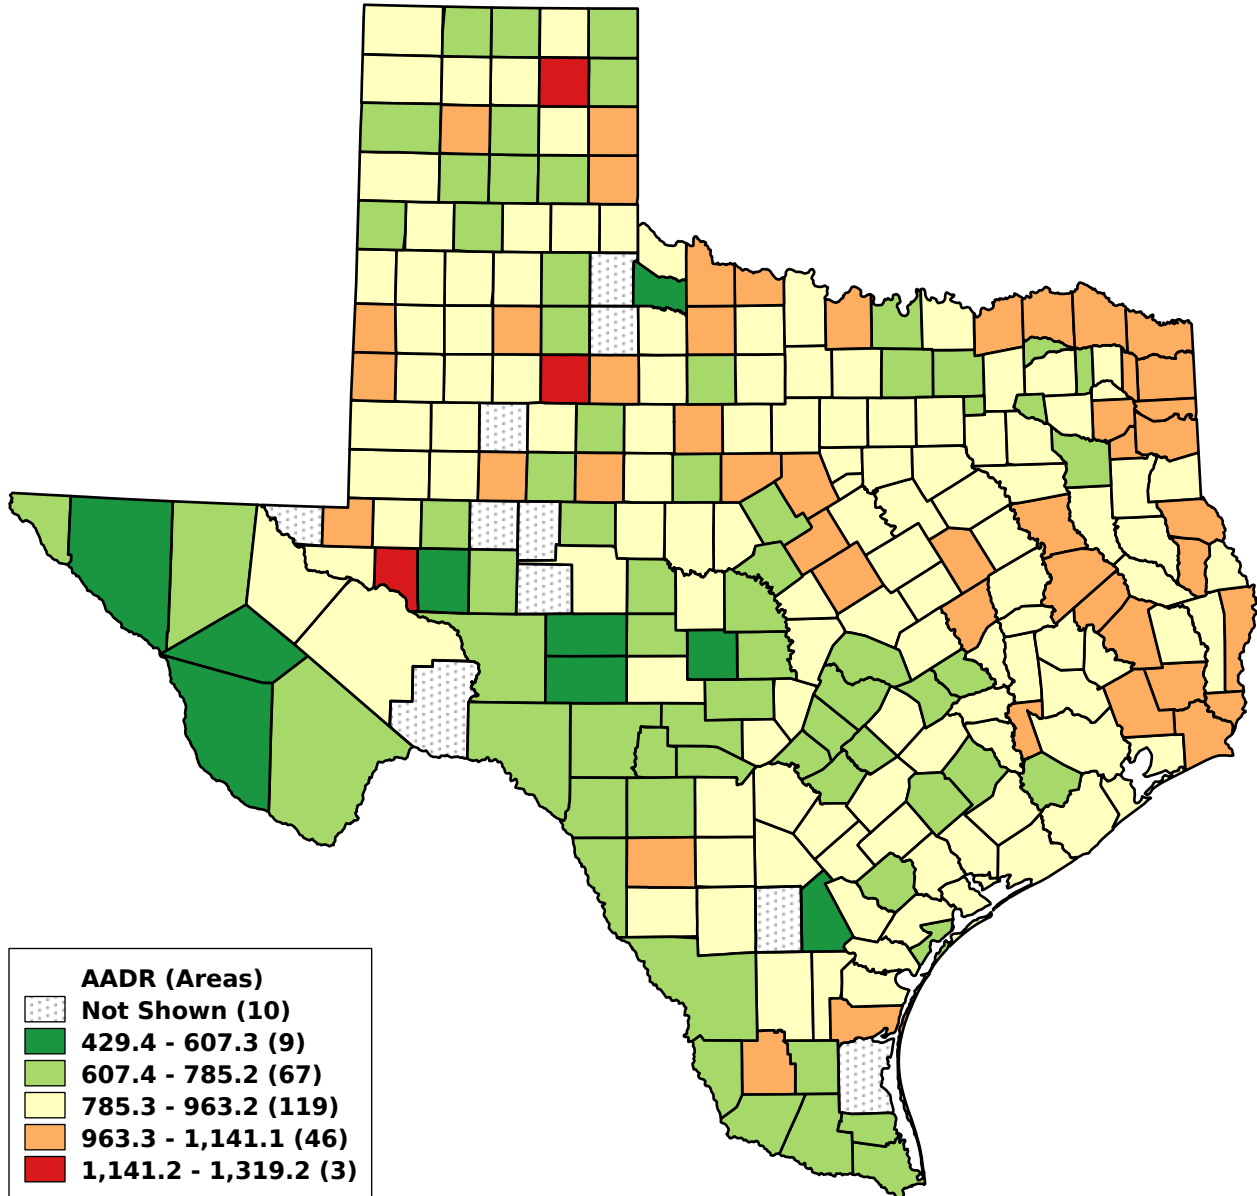 AADR (Areas)
Not Shown (10)
429.4 - 607.3 (9)
607.4 - 785.2 (67)
785.3 - 963.2 (119)
963.3 - 1,141.1 (46)
1,141.2 - 1,319.2 (3)